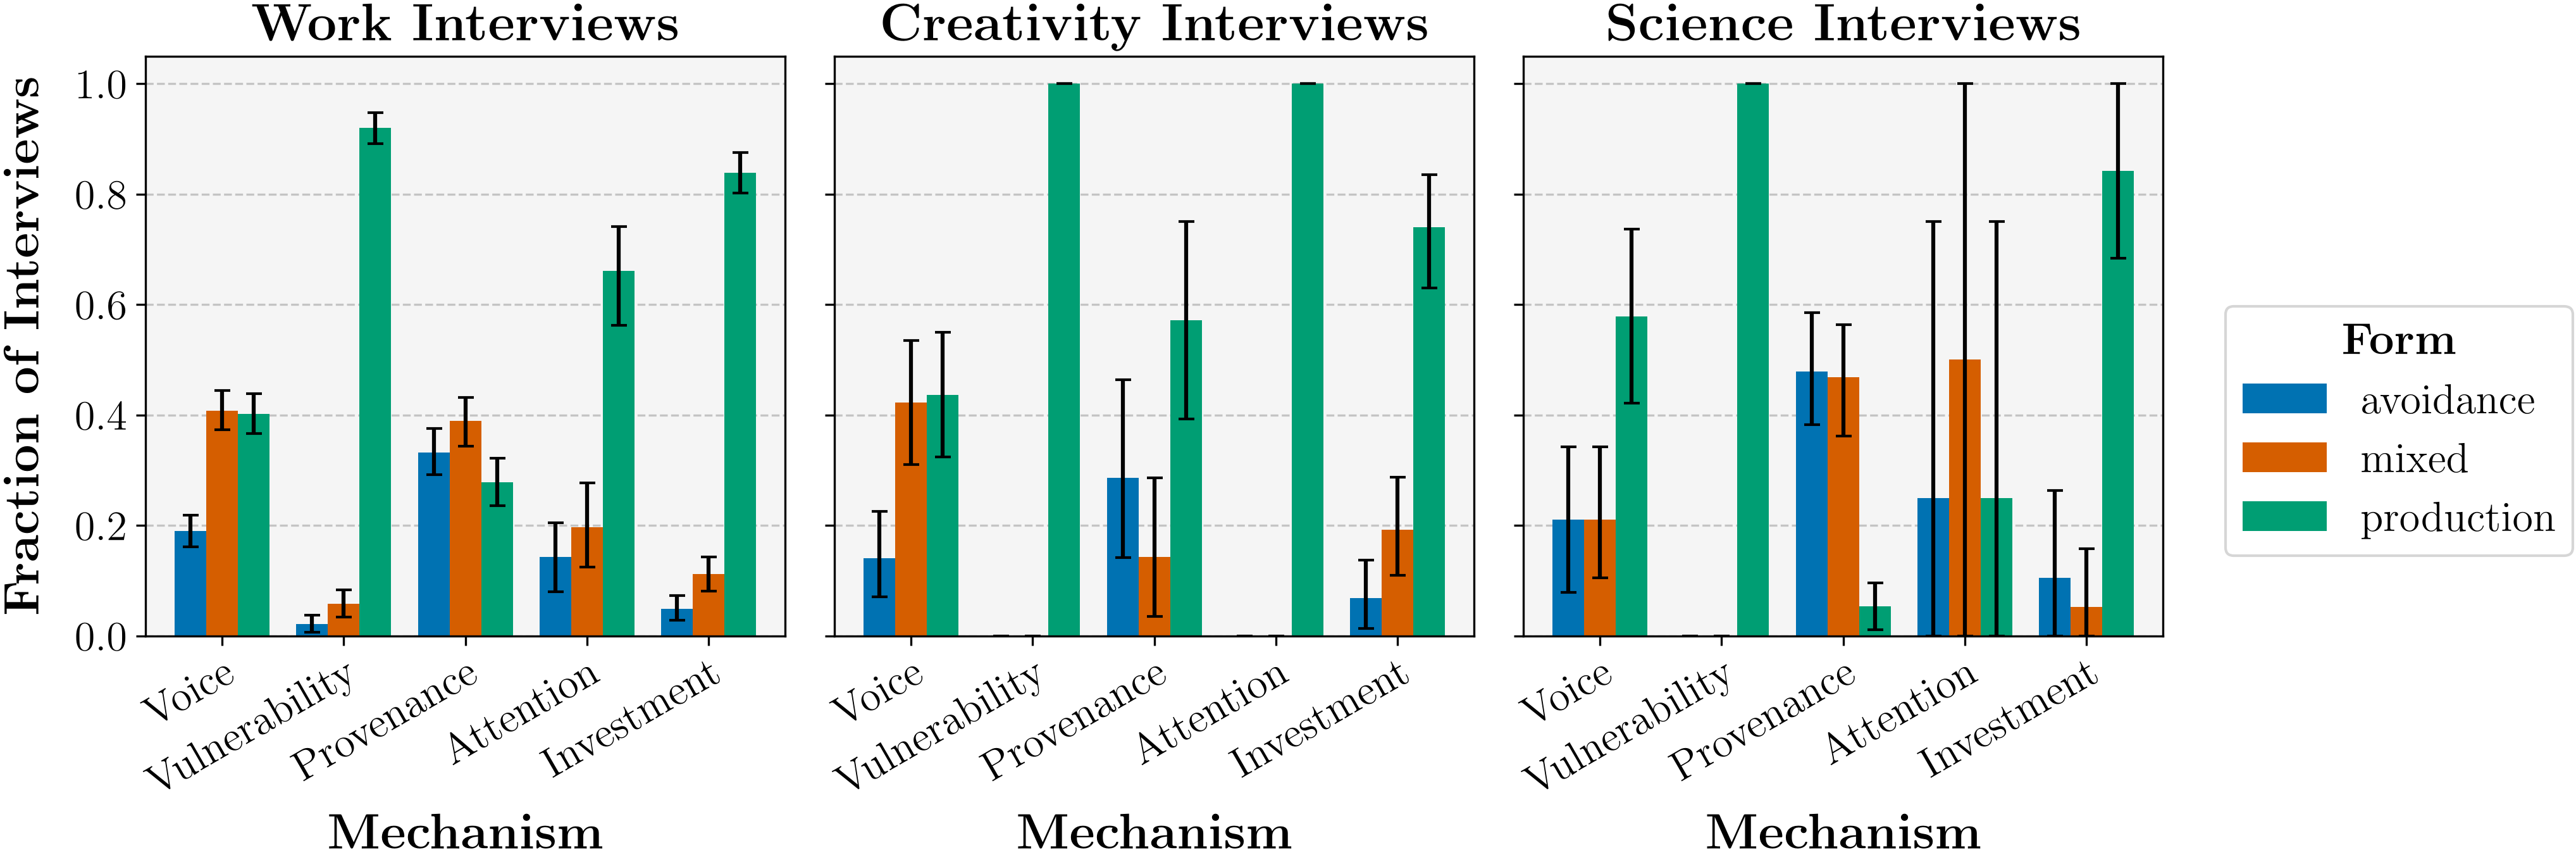 Work Interviews
Creativity Interviews
Science Interviews
Fraction of Interviews
1.0
0.8
0.6
0.4
0.2
0.0
Voice
Vulnerability
Provenance
Attention
Investment
Mechanism
Voice
Vulnerability
Provenance
Attention
Investment
Mechanism
Voice
Vulnerability
Provenance
Attention
Investment
Mechanism
Form
avoidance
mixed
production